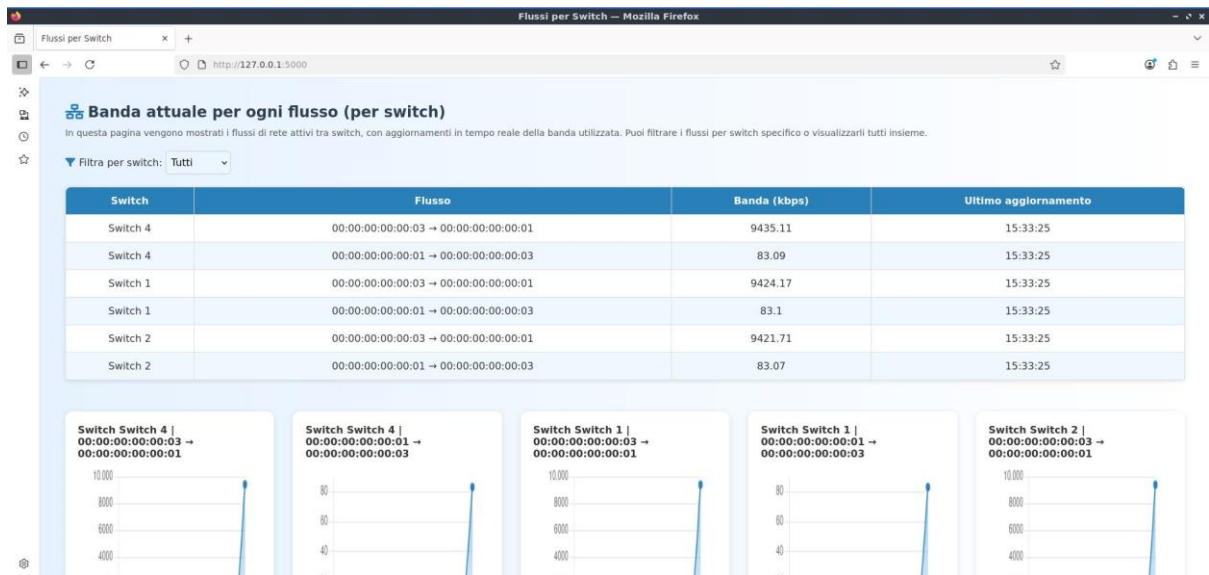 Flussi per Switch — Mozilla Firefox
Flussi per Switch
http://127.0.0.1:5000
Banda attuale per ogni flusso (per switch)
In questa pagina vengono mostrati i flussi di rete attivi tra switch, con aggiornamenti in tempo reale della banda utilizzata. Puoi filtrare i flussi per switch specifico o visualizzarli tutti insieme.
Filtra per switch: Tutti
Switch Flusso Banda (kbps) Ultimo aggiornamento
Switch 4 00:00:00:00:00:03 → 00:00:00:00:00:01 9435.11 15:33:25
Switch 4 00:00:00:00:00:01 → 00:00:00:00:00:03 83.09 15:33:25
Switch 1 00:00:00:00:00:03 → 00:00:00:00:00:01 9424.17 15:33:25
Switch 1 00:00:00:00:00:01 → 00:00:00:00:00:03 83.1 15:33:25
Switch 2 00:00:00:00:00:03 → 00:00:00:00:00:01 9421.71 15:33:25
Switch 2 00:00:00:00:00:01 → 00:00:00:00:00:03 83.07 15:33:25
Switch Switch 4 |
00:00:00:00:00:03 →
00:00:00:00:00:01
10.000
8000
6000
4000
Switch Switch 4 |
00:00:00:00:00:01 →
00:00:00:00:00:03
80
60
40
Switch Switch 1 |
00:00:00:00:00:03 →
00:00:00:00:00:01
10.000
8000
6000
4000
Switch Switch 1 |
00:00:00:00:00:01 →
00:00:00:00:00:03
80
60
40
Switch Switch 2 |
00:00:00:00:00:03 →
00:00:00:00:00:01
10.000
8000
6000
4000